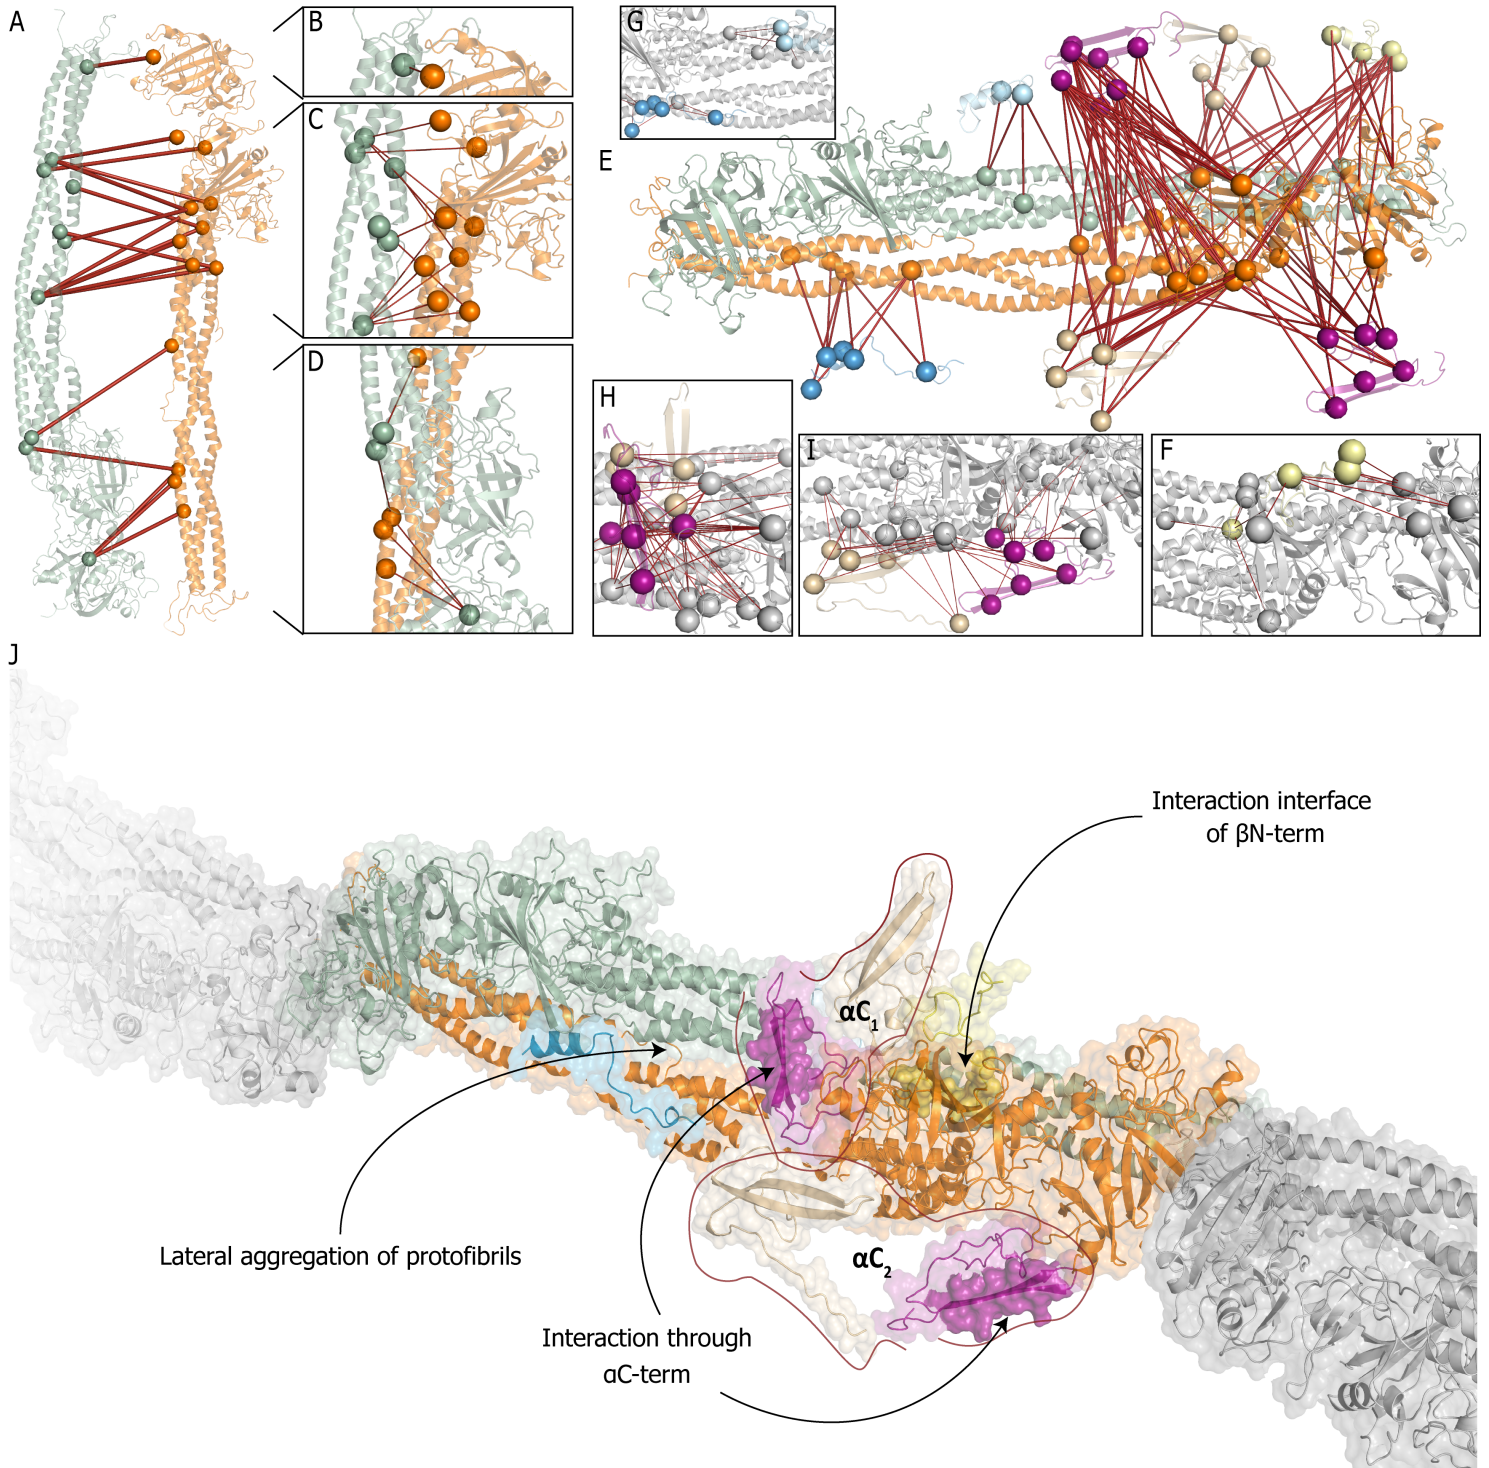 A
B
C
D
G
E
H
I
F
J
Interaction interface
of βN-term
αC1
αC2
Lateral aggregation of protofibrils
Interaction through
αC-term